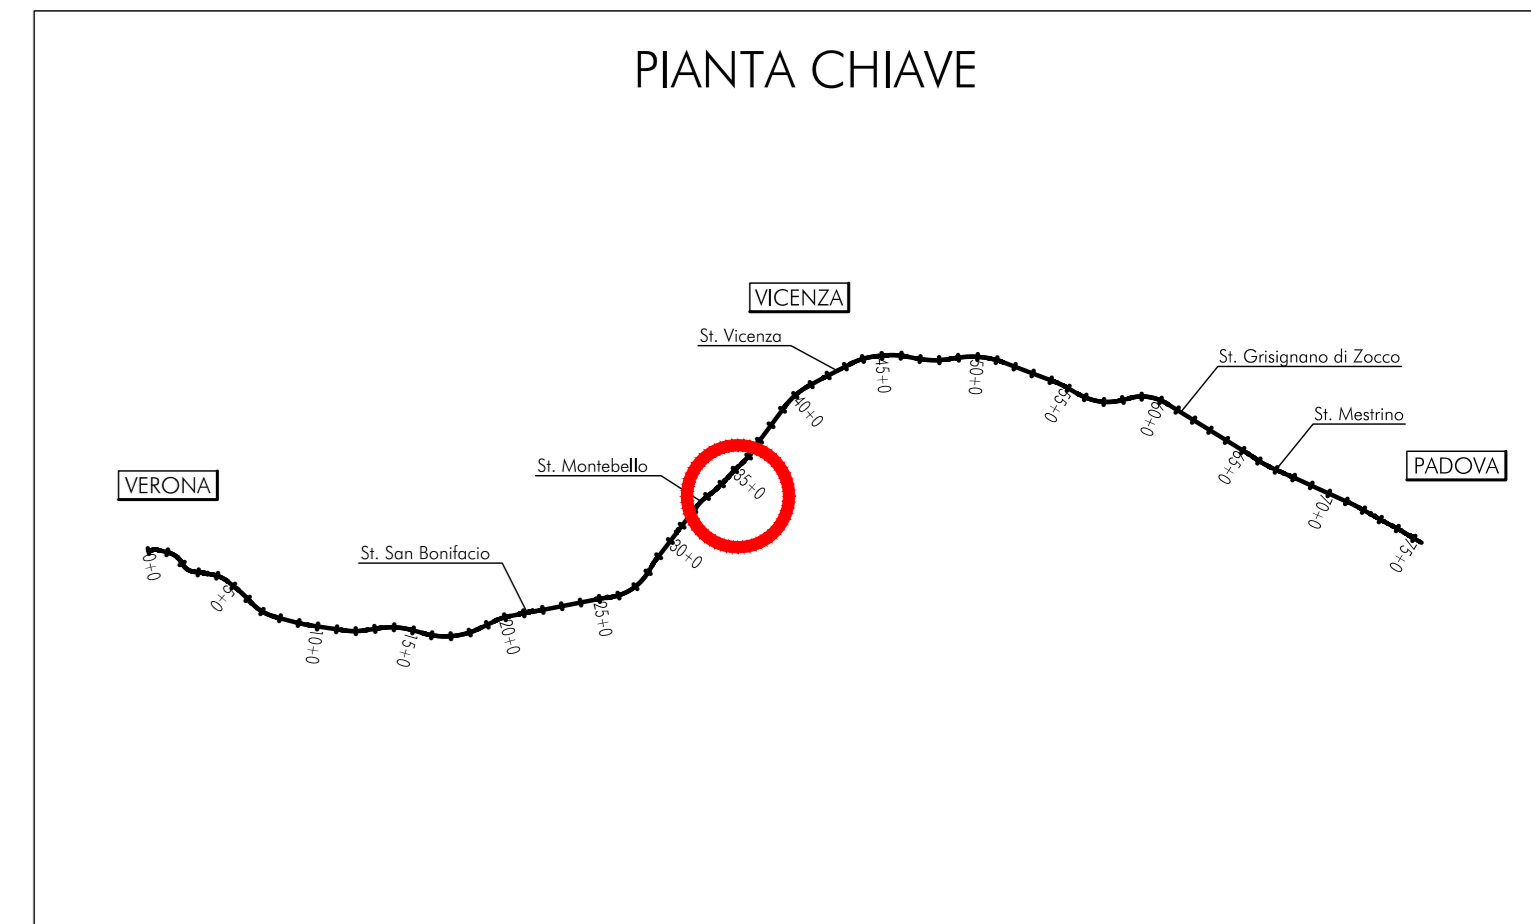 PIANTA CHIAVE
VICENZA
St. Vicenza
St. Grisignano di Zocco
St. Mestrino
PADOVA
St. Montebello
VERONA
St. San Bonifacio
0+0
5+0
10+0
15+0
20+0
25+0
30+0
35+0
40+0
45+0
50+0
55+0
60+0
65+0
70+0
75+0